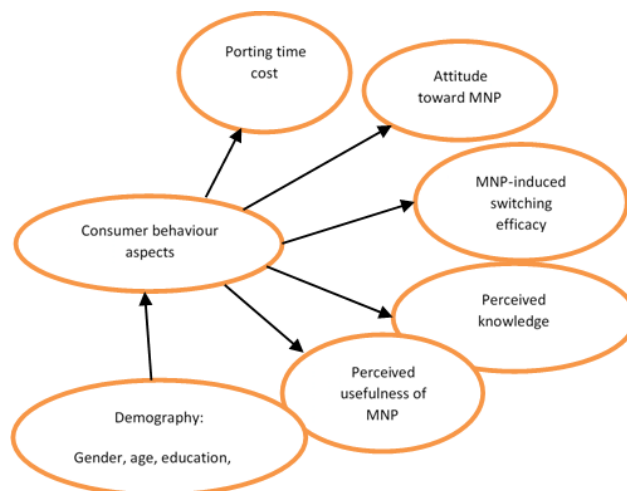 Porting time
cost
Attitude
toward MNP
MNP-induced
switching
efficacy
Consumer behaviour
aspects
Perceived
knowledge
Perceived
usefulness of
MNP
Demography:
Gender, age, education,